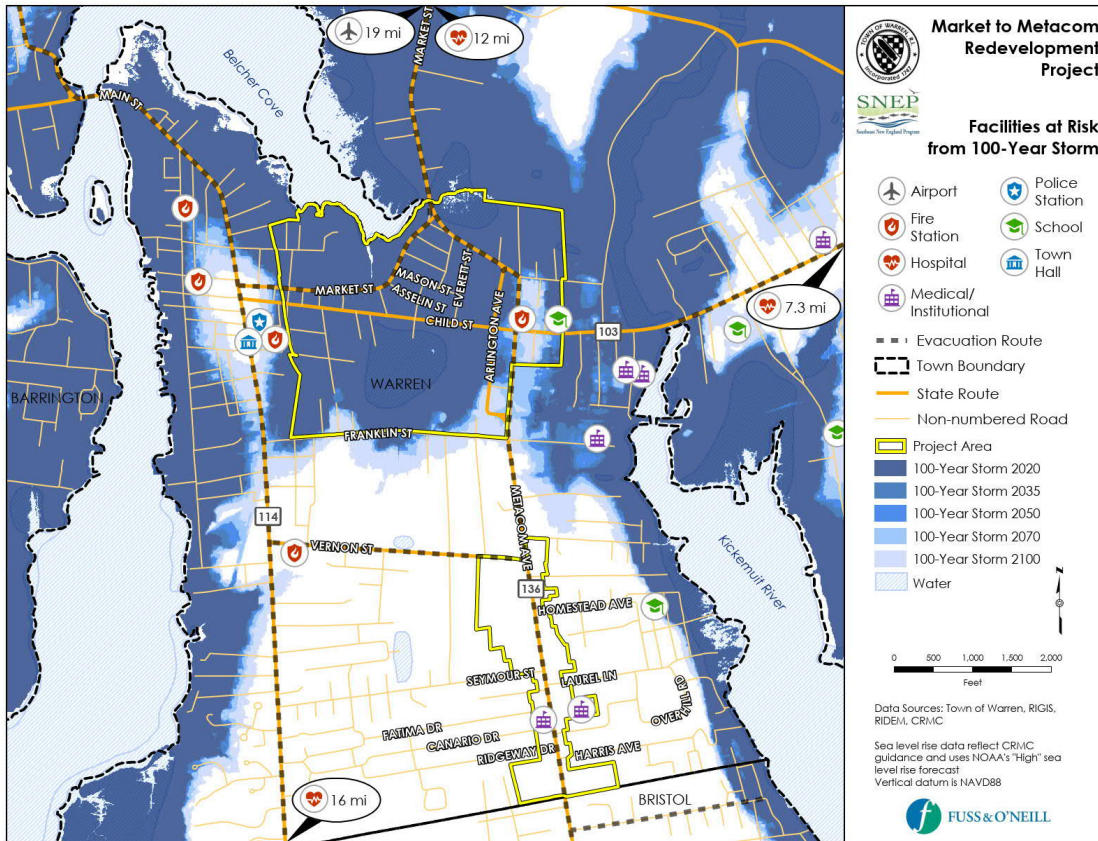 19 mi
12 mi
MARKET ST
Belcher Cove
MAIN ST
MARKET ST
MASON ST
ASSELIN ST
EVERETT ST
CHILD ST
ARLINGTON AVE
103
7.3 mi
BARRINGTON
WARREN
FRANKLIN ST
114
VERNON ST
METACOM AVE
136
HOMESTEAD AVE
Kickemuit River
SEYMOUR ST
LAUREL LN
OVERHILL RD
FATIMA DR
CANARIO DR
RIDGEWAY DR
HARRIS AVE
16 mi
BRISTOL
TOWN OF WARREN, R.I.
Incorporated 1747
SNEP
Southeast New England Program
Market to Metacom
Redevelopment
Project
Facilities at Risk
from 100-Year Storm
Airport
Police
Station
Fire
Station
School
Hospital
Town
Hall
Medical/
Institutional
Evacuation Route
Town Boundary
State Route
Non-numbered Road
Project Area
100-Year Storm 2020
100-Year Storm 2035
100-Year Storm 2050
100-Year Storm 2070
100-Year Storm 2100
Water
0 500 1,000 1,500 2,000
Feet
Data Sources: Town of Warren, RIGIS,
RIDEM, CRMC
Sea level rise data reflect CRMC
guidance and uses NOAA's "High" sea
level rise forecast
Vertical datum is NAVD88
f
FUSS & O'NEILL